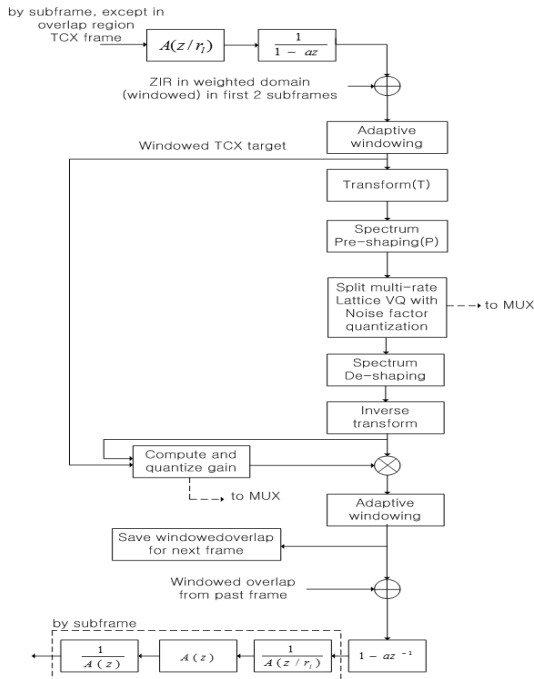 by subframe, except in
overlap region
TCX frame
A(z/r_l)
1
1 - az
ZIR in weighted domain
(windowed) in first 2 subframes
Adaptive
windowing
Windowed TCX target
Transform(T)
Spectrum
Pre-shaping(P)
Split multi-rate
Lattice VQ with
Noise factor
quantization
to MUX
Spectrum
De-shaping
Inverse
transform
Compute and
quantize gain
to MUX
Adaptive
windowing
Save windowedoverlap
for next frame
Windowed overlap
from past frame
by subframe
1
A(z)
A(z)
1
A(z/r_l)
1 - az⁻¹